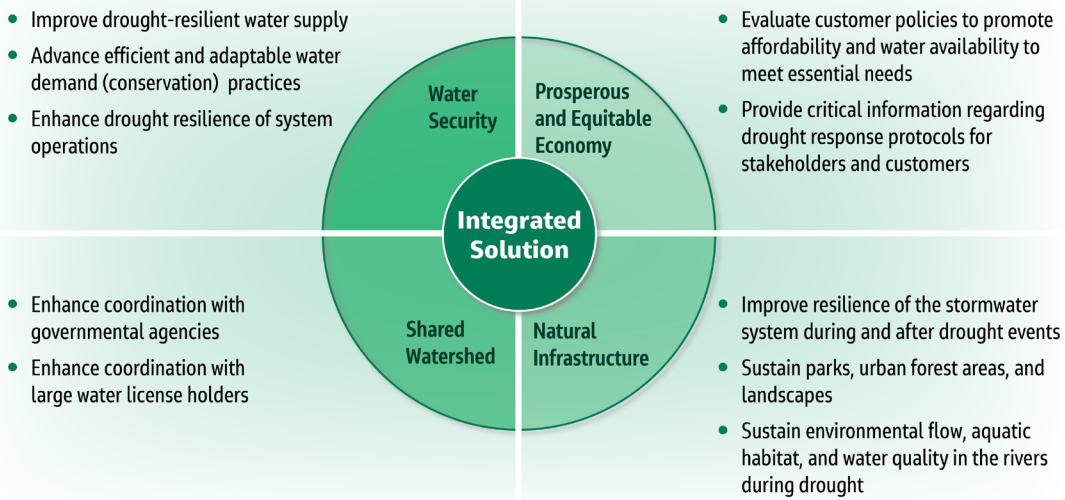 Improve drought-resilient water supply
Advance efficient and adaptable water
demand (conservation) practices
Enhance drought resilience of system
operations
Evaluate customer policies to promote
affordability and water availability to
meet essential needs
Provide critical information regarding
drought response protocols for
stakeholders and customers
Water
Security
Prosperous
and Equitable
Economy
Integrated
Solution
Shared
Watershed
Natural
Infrastructure
Enhance coordination with
governmental agencies
Enhance coordination with
large water license holders
Improve resilience of the stormwater
system during and after drought events
Sustain parks, urban forest areas, and
landscapes
Sustain environmental flow, aquatic
habitat, and water quality in the rivers
during drought